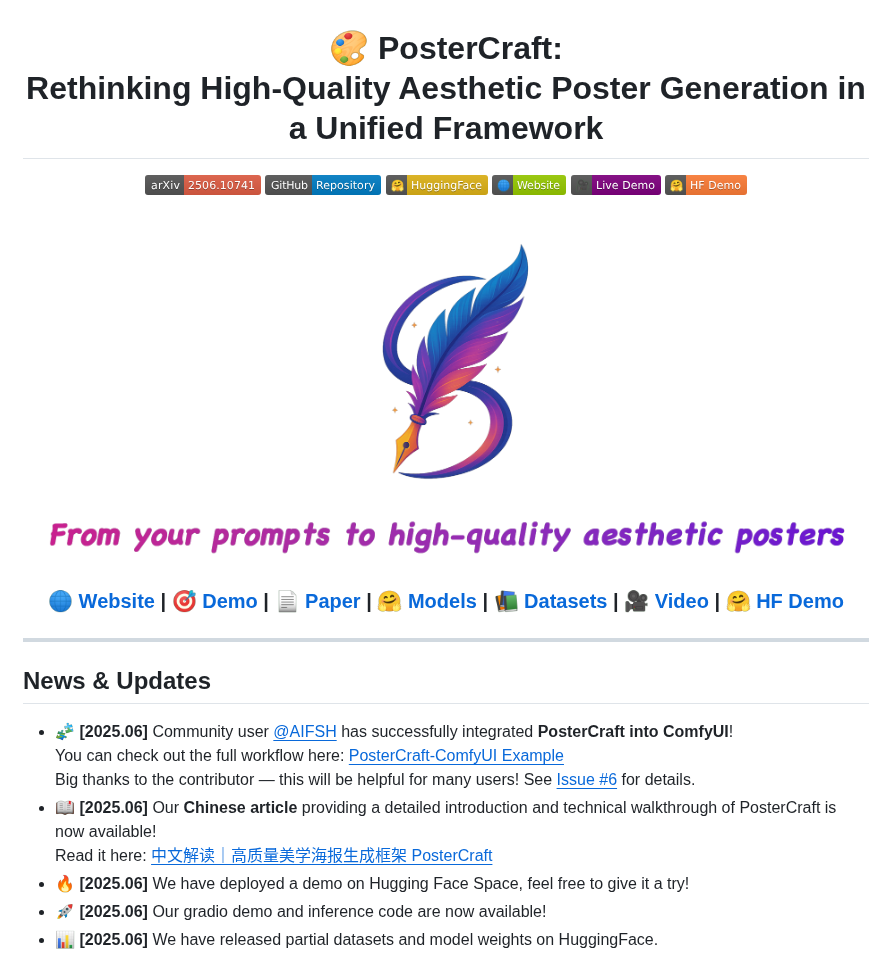 🎨 PosterCraft:
Rethinking High-Quality Aesthetic Poster Generation in
a Unified Framework
arXiv 2506.10741 GitHub Repository 🤗 HuggingFace 🌐 Website 🎥 Live Demo 🤗 HF Demo
From your prompts to high-quality aesthetic posters
🌐 Website | 🎯 Demo | 📄 Paper | 🤗 Models | 📚 Datasets | 🎥 Video | 🤗 HF Demo
News & Updates
• 🧩 [2025.06] Community user @AIFSH has successfully integrated PosterCraft into ComfyUI!
You can check out the full workflow here: PosterCraft-ComfyUI Example
Big thanks to the contributor — this will be helpful for many users! See Issue #6 for details.
• 📖 [2025.06] Our Chinese article providing a detailed introduction and technical walkthrough of PosterCraft is
now available!
Read it here: 中文解读｜高质量美学海报生成框架 PosterCraft
• 🔥 [2025.06] We have deployed a demo on Hugging Face Space, feel free to give it a try!
• 🚀 [2025.06] Our gradio demo and inference code are now available!
• 📊 [2025.06] We have released partial datasets and model weights on HuggingFace.